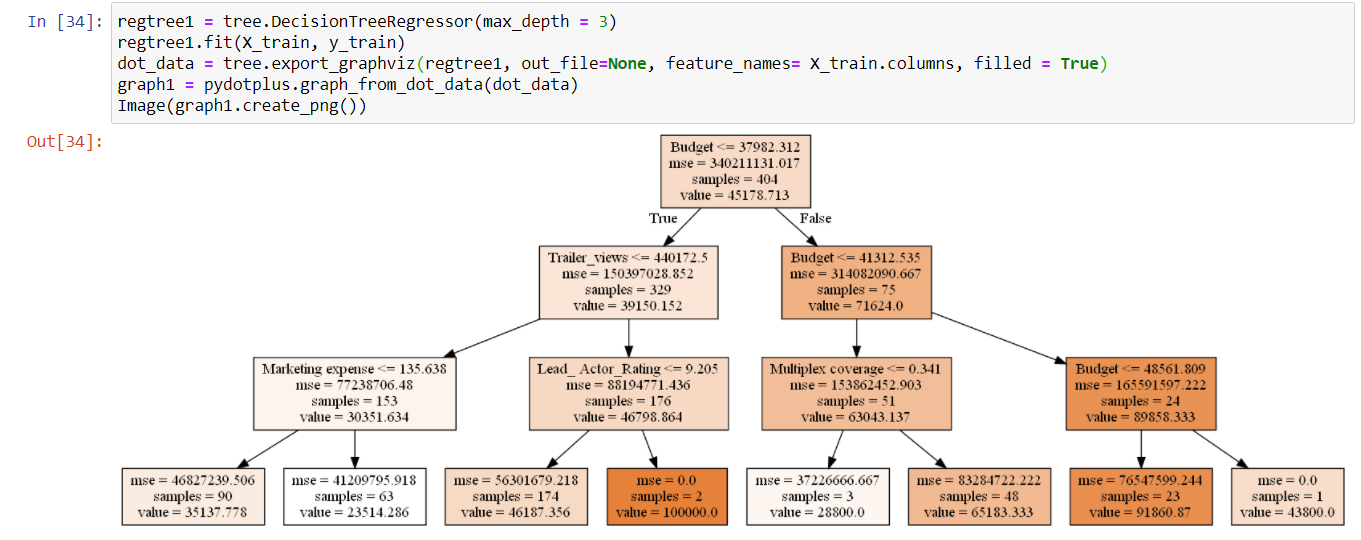 In [34]:
regtree1 = tree.DecisionTreeRegressor(max_depth = 3)
regtree1.fit(X_train, y_train)
dot_data = tree.export_graphviz(regtree1, out_file=None, feature_names= X_train.columns, filled = True)
graph1 = pydotplus.graph_from_dot_data(dot_data)
Image(graph1.create_png())
Out[34]:
Budget <= 37982.312
mse = 340211131.017
samples = 404
value = 45178.713
True
False
Trailer_views <= 440172.5
mse = 150397028.852
samples = 329
value = 39150.152
Budget <= 41312.535
mse = 314082090.667
samples = 75
value = 71624.0
Marketing expense <= 135.638
mse = 77238706.48
samples = 153
value = 30351.634
Lead_ Actor_Rating <= 9.205
mse = 88194771.436
samples = 176
value = 46798.864
Multiplex coverage <= 0.341
mse = 153862452.903
samples = 51
value = 63043.137
Budget <= 48561.809
mse = 165591597.222
samples = 24
value = 89858.333
mse = 46827239.506
samples = 90
value = 35137.778
mse = 41209795.918
samples = 63
value = 23514.286
mse = 56301679.218
samples = 174
value = 46187.356
mse = 0.0
samples = 2
value = 100000.0
mse = 37226666.667
samples = 3
value = 28800.0
mse = 83284722.222
samples = 48
value = 65183.333
mse = 76547599.244
samples = 23
value = 91860.87
mse = 0.0
samples = 1
value = 43800.0